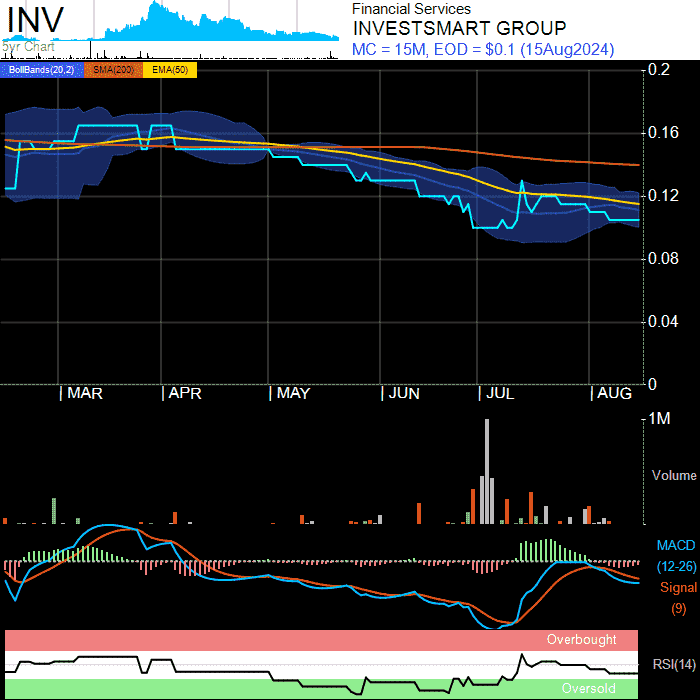 INV
5yr Chart
Financial Services
INVESTSMART GROUP
MC = 15M, EOD = $0.1 (15Aug2024)
BollBands(20,2) SMA(200) EMA(50)
0.2
0.16
0.12
0.08
0.04
0
MAR APR MAY JUN JUL AUG
1M
Volume
MACD
(12-26)
Signal
(9)
Overbought
RSI(14)
Oversold